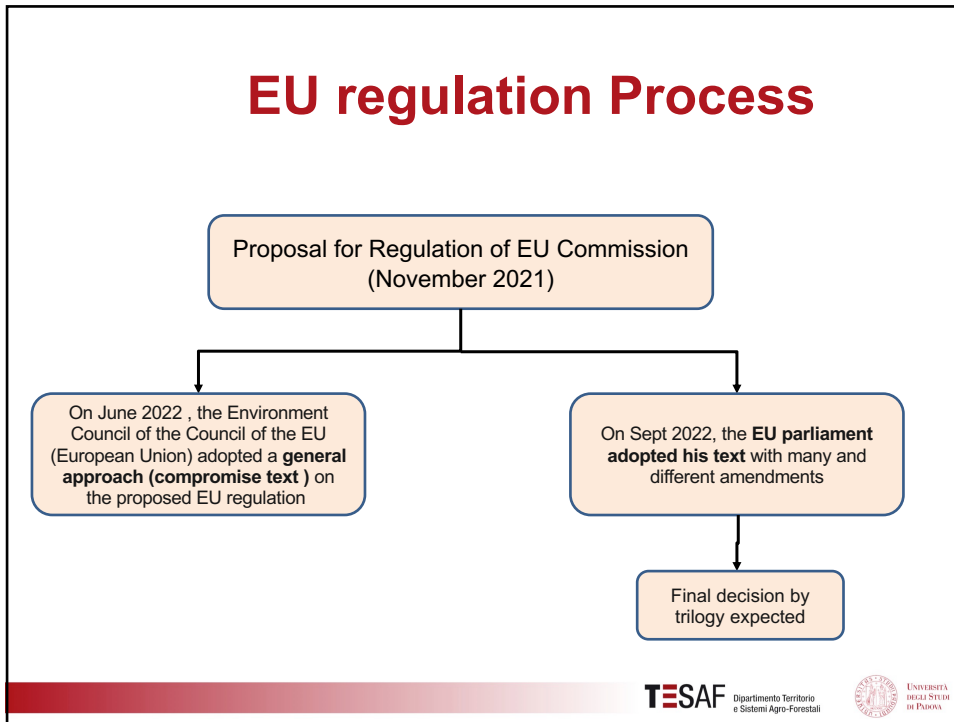 EU regulation Process
Proposal for Regulation of EU Commission
(November 2021)
On June 2022 , the Environment
Council of the Council of the EU
(European Union) adopted a general
approach (compromise text ) on
the proposed EU regulation
On Sept 2022, the EU parliament
adopted his text with many and
different amendments
Final decision by
trilogy expected
TESAF Dipartimento Territorio
e Sistemi Agro-Forestali
UNIVERSITÀ
DEGLI STUDI
DI PADOVA